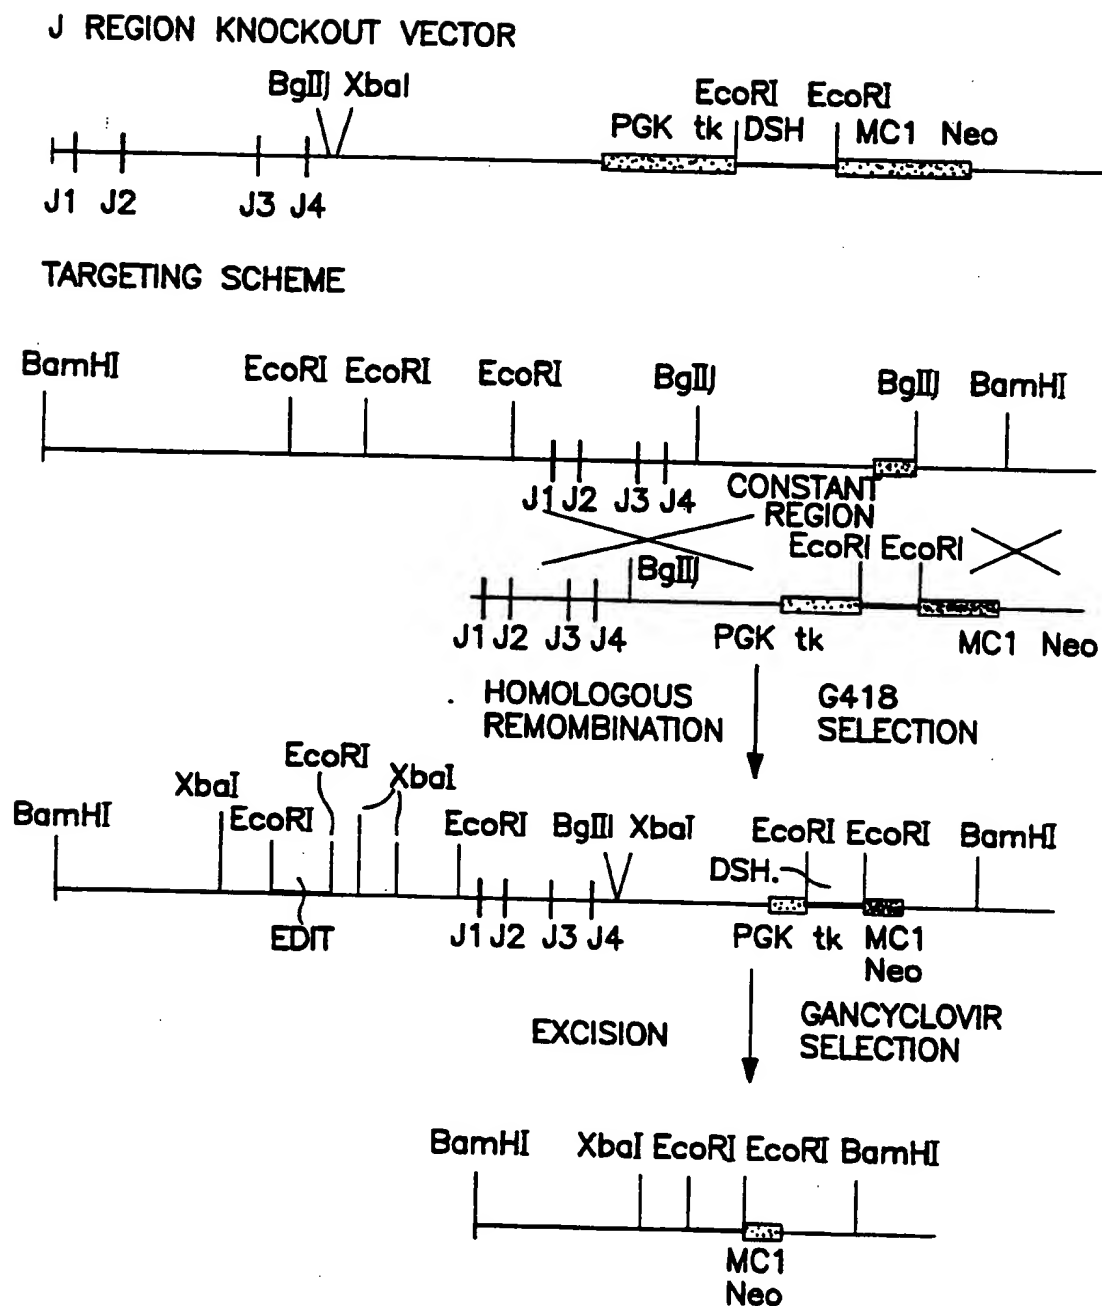 J REGION KNOCKOUT VECTOR
BglII XbaI
EcoRI EcoRI
PGK tk DSH MC1 Neo
J1 J2 J3 J4
TARGETING SCHEME
BamHI EcoRI EcoRI EcoRI BglII BglII BamHI
J1 J2 J3 J4 CONSTANT
REGION
BglII EcoRI EcoRI
J1 J2 J3 J4 PGK tk MC1 Neo
HOMOLOGOUS G418
REMOMBINATION SELECTION
EcoRI
XbaI XbaI
BamHI EcoRI EcoRI BglII XbaI EcoRI EcoRI BamHI
DSH.
EDIT J1 J2 J3 J4 PGK tk MC1
Neo
EXCISION GANCYCLOVIR
SELECTION
BamHI XbaI EcoRI EcoRI BamHI
MC1
Neo